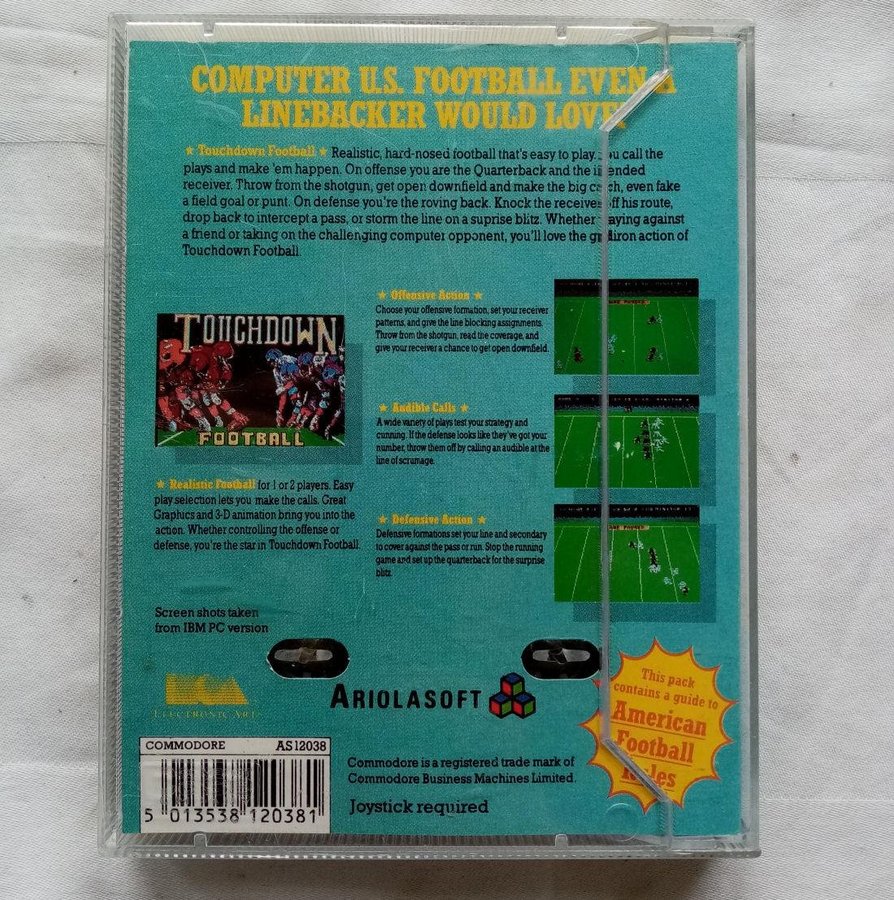 COMPUTER U.S. FOOTBALL EVEN A
LINEBACKER WOULD LOVE
★ Touchdown Football ★ Realistic, hard-nosed football that's easy to play. You call the
plays and make 'em happen. On offense you are the Quarterback and the intended
receiver. Throw from the shotgun, get open downfield and make the big catch, even fake
a field goal or punt. On defense you're the roving back. Knock the receiver off his route,
drop back to intercept a pass, or storm the line on a suprise blitz. Whether playing against
a friend or taking on the challenging computer opponent, you'll love the gridiron action of
Touchdown Football.
TOUCHDOWN
FOOTBALL
★ Realistic Football for 1 or 2 players. Easy
play selection lets you make the calls. Great
Graphics and 3-D animation bring you into the
action. Whether controlling the offense or
defense, you're the star in Touchdown Football.
★ Offensive Action ★
Choose your offensive formation, set your receiver
patterns, and give the line blocking assignments.
Throw from the shotgun, read the coverage, and
give your receiver a chance to get open downfield.
★ Audible Calls ★
A wide variety of plays test your strategy and
cunning. If the defense looks like they've got your
number, throw them off by calling an audible at the
line of scrumage.
★ Defensive Action ★
Defensive formations set your line and secondary
to cover against the pass or run. Stop the running
game and set up the quarterback for the surprise
blitz.
Screen shots taken
from IBM PC version
ELECTRONIC ARTS
ARIOLASOFT
This pack
contains a guide to
American
Football
Rules
COMMODORE AS12038
5 013538 120381
Commodore is a registered trade mark of
Commodore Business Machines Limited.
Joystick required